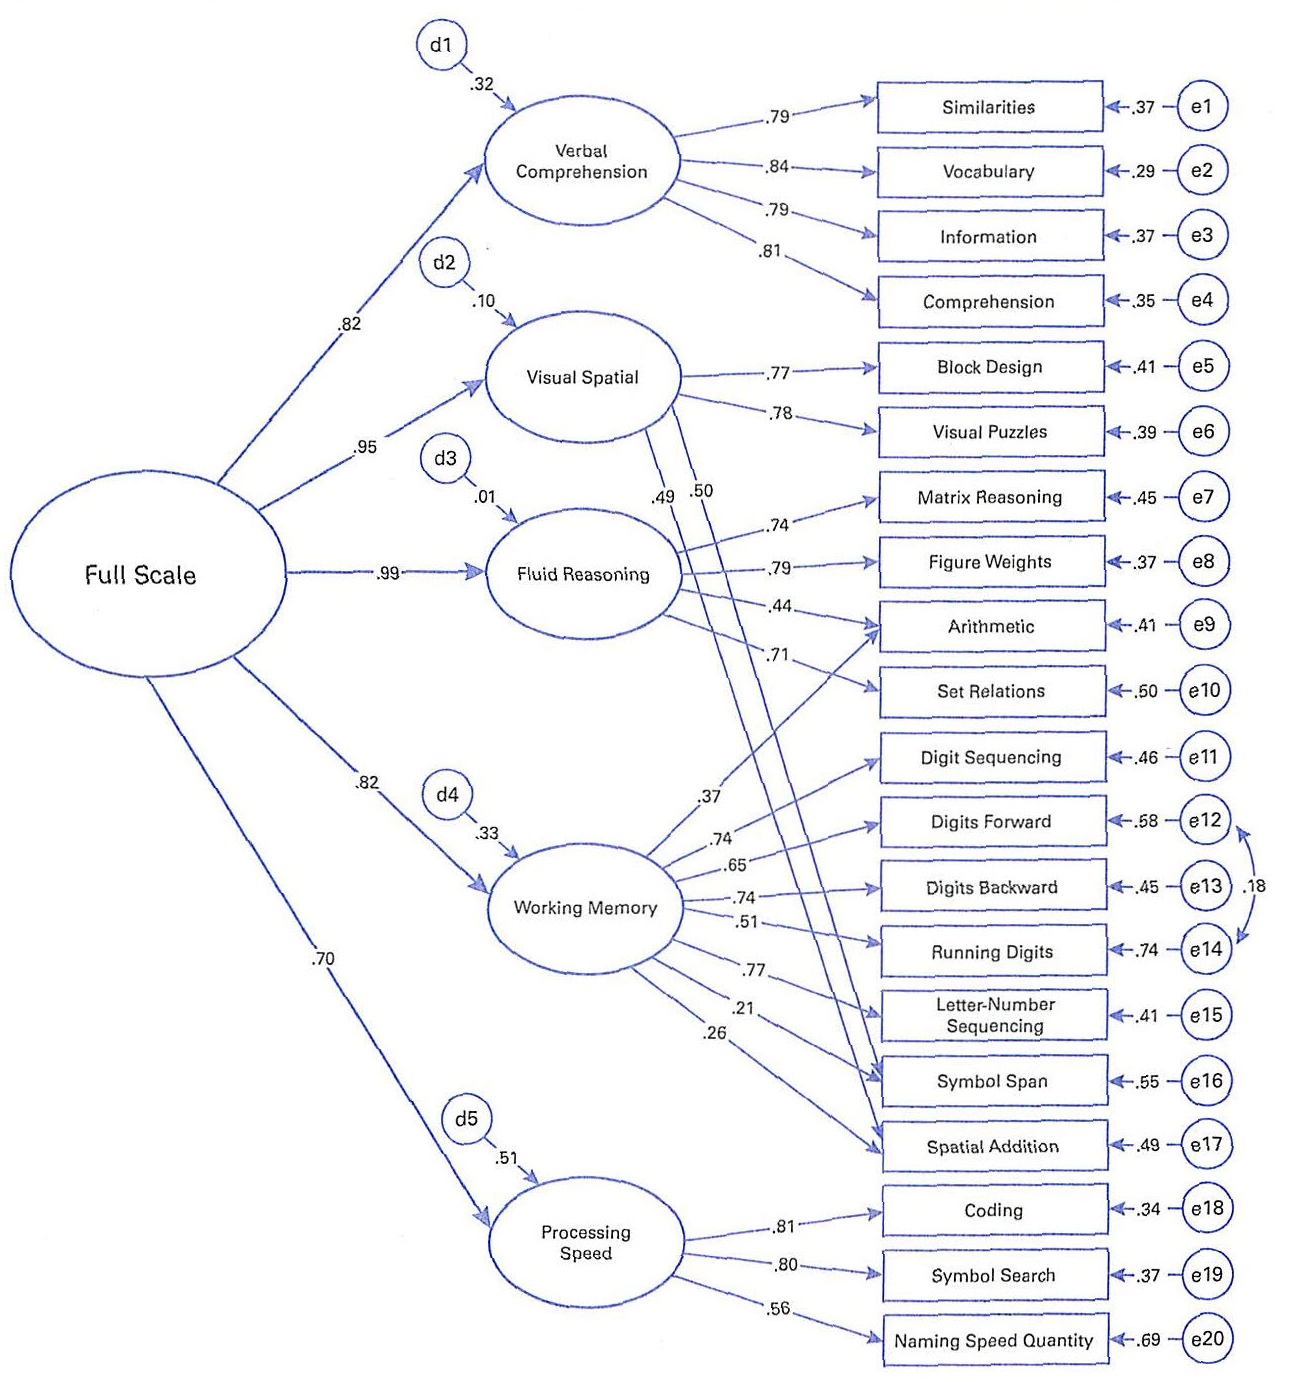 d1
.32
Verbal
Comprehension
.79
Similarities
.37
e1
.84
Vocabulary
.29
e2
.79
Information
.37
e3
.81
Comprehension
.35
e4
.82
d2
.10
Visual Spatial
.77
Block Design
.41
e5
.78
Visual Puzzles
.39
e6
.95
d3
.01
.49
.50
Full Scale
.99
Fluid Reasoning
.74
Matrix Reasoning
.45
e7
.79
Figure Weights
.37
e8
.44
Arithmetic
.41
e9
.71
Set Relations
.50
e10
.82
d4
.33
Working Memory
.37
.74
Digit Sequencing
.46
e11
.65
Digits Forward
.58
e12
.74
Digits Backward
.45
e13
.18
.51
Running Digits
.74
e14
.77
Letter-Number
Sequencing
.41
e15
.21
Symbol Span
.55
e16
.26
Spatial Addition
.49
e17
.70
d5
.51
Processing
Speed
.81
Coding
.34
e18
.80
Symbol Search
.37
e19
.56
Naming Speed Quantity
.69
e20